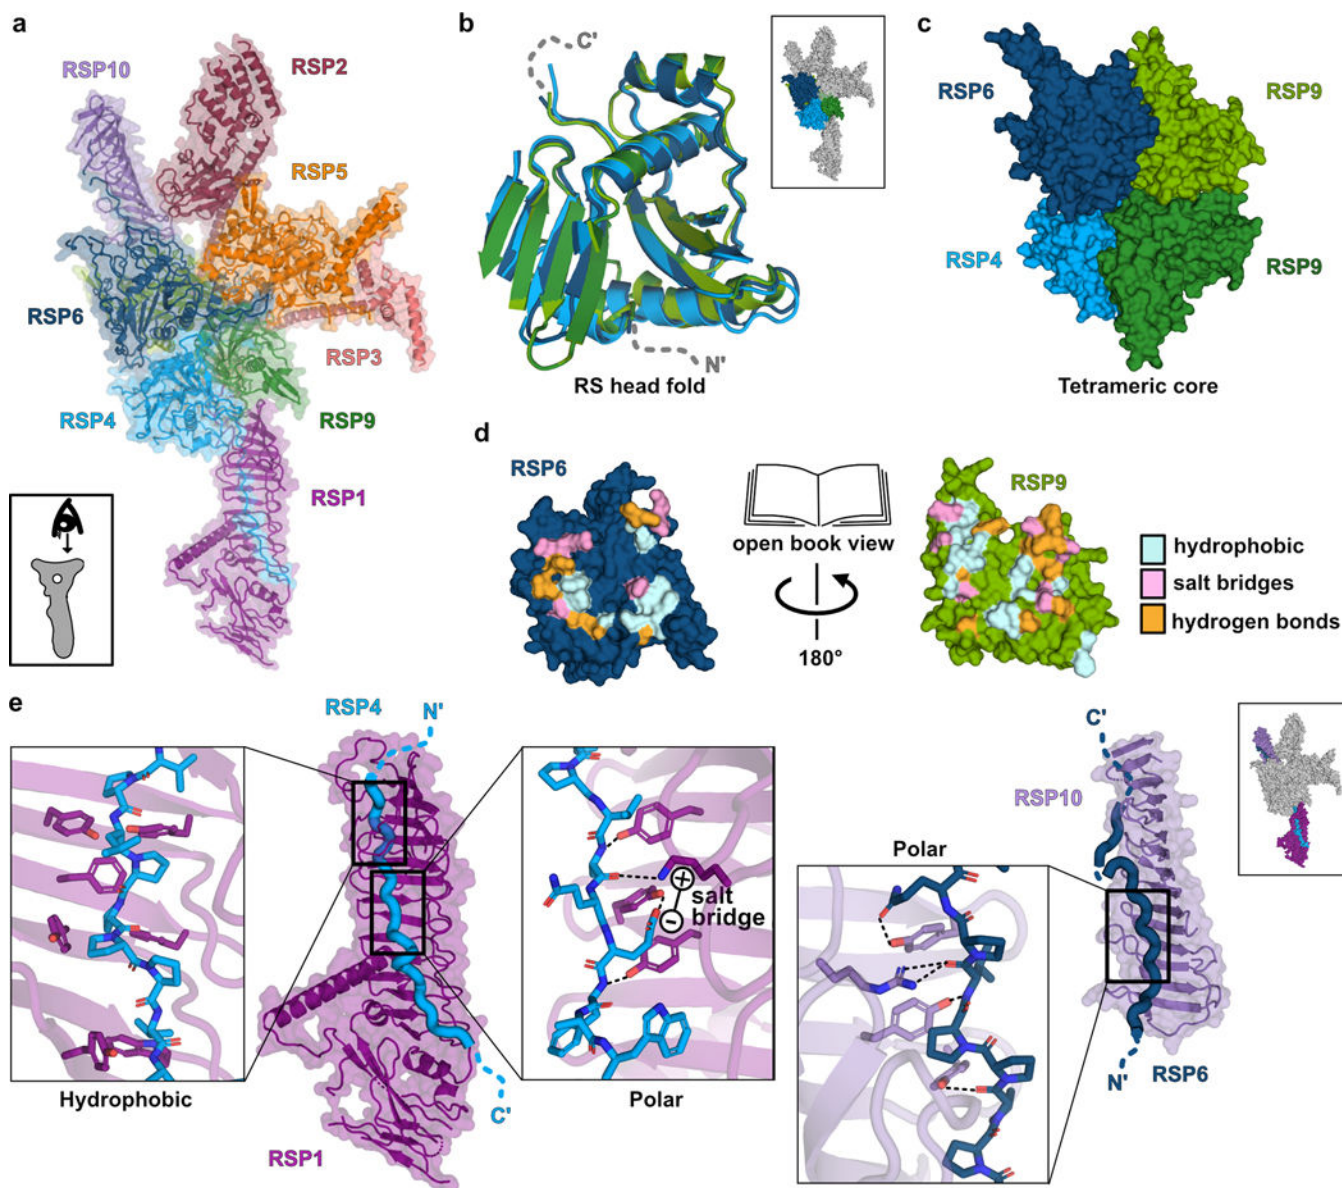 a
RSP10
RSP2
RSP5
RSP6
RSP3
RSP4
RSP9
RSP1
b
C'
N'
RS head fold
c
RSP6
RSP9
RSP4
RSP9
Tetrameric core
d
RSP6
open book view
180°
RSP9
hydrophobic
salt bridges
hydrogen bonds
e
RSP4
N'
Hydrophobic
RSP1
C'
+
salt
bridge
−
Polar
Polar
C'
RSP10
N'
RSP6